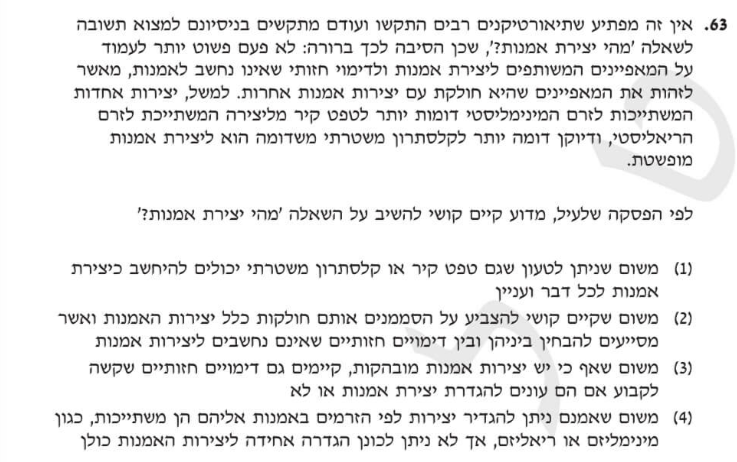 63. אין זה מפתיע שתיאורטיקנים רבים התקשו ועודם מתקשים בניסיונם למצוא תשובה
לשאלה 'מהי יצירת אמנות?', שכן הסיבה לכך ברורה: לא פעם פשוט יותר לעמוד
על המאפיינים המשותפים ליצירת אמנות ולדימוי חזותי שאינו נחשב לאמנות, מאשר
לזהות את המאפיינים שהיא חולקת עם יצירות אמנות אחרות. למשל, יצירות אחדות
המשתייכות לזרם המינימליסטי דומות יותר לטפט קיר מליצירה המשתייכת לזרם
הריאליסטי, ודיוקן דומה יותר לקלסתרון משטרתי משדומה הוא ליצירת אמנות
מופשטת.
לפי הפסקה שלעיל, מדוע קיים קושי להשיב על השאלה 'מהי יצירת אמנות?'
(1) משום שניתן לטעון שגם טפט קיר או קלסתרון משטרתי יכולים להיחשב כיצירת
אמנות לכל דבר ועניין
(2) משום שקיים קושי להצביע על הסממנים אותם חולקות כלל יצירות האמנות ואשר
מסייעים להבחין ביניהן ובין דימויים חזותיים שאינם נחשבים ליצירות אמנות
(3) משום שאף כי יש יצירות אמנות מובהקות, קיימים גם דימויים חזותיים שקשה
לקבוע אם הם עונים להגדרת יצירת אמנות או לא
(4) משום שאמנם ניתן להגדיר יצירות לפי הזרמים באמנות אליהם הן משתייכות, כגון
מינימליזם או ריאליזם, אך לא ניתן לכונן הגדרה אחידה ליצירות האמנות כולן